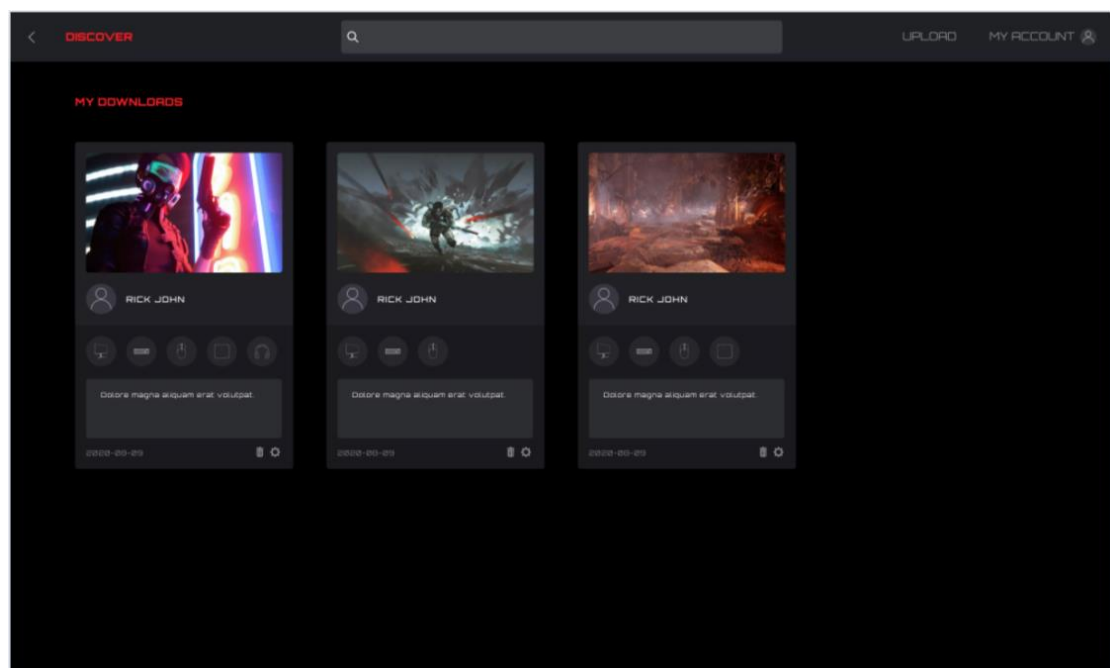 DISCOVER
UPLOAD
MY ACCOUNT
MY DOWNLOADS
RICK JOHN
RICK JOHN
RICK JOHN
Dolore magna aliquam erat volutpat.
Dolore magna aliquam erat volutpat.
Dolore magna aliquam erat volutpat.